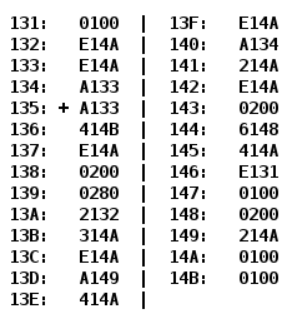 131: 0100 | 13F: E14A
132: E14A | 140: A134
133: E14A | 141: 214A
134: A133 | 142: E14A
135: + A133 | 143: 0200
136: 414B | 144: 6148
137: E14A | 145: 414A
138: 0200 | 146: E131
139: 0280 | 147: 0100
13A: 2132 | 148: 0200
13B: 314A | 149: 214A
13C: E14A | 14A: 0100
13D: A149 | 14B: 0100
13E: 414A |